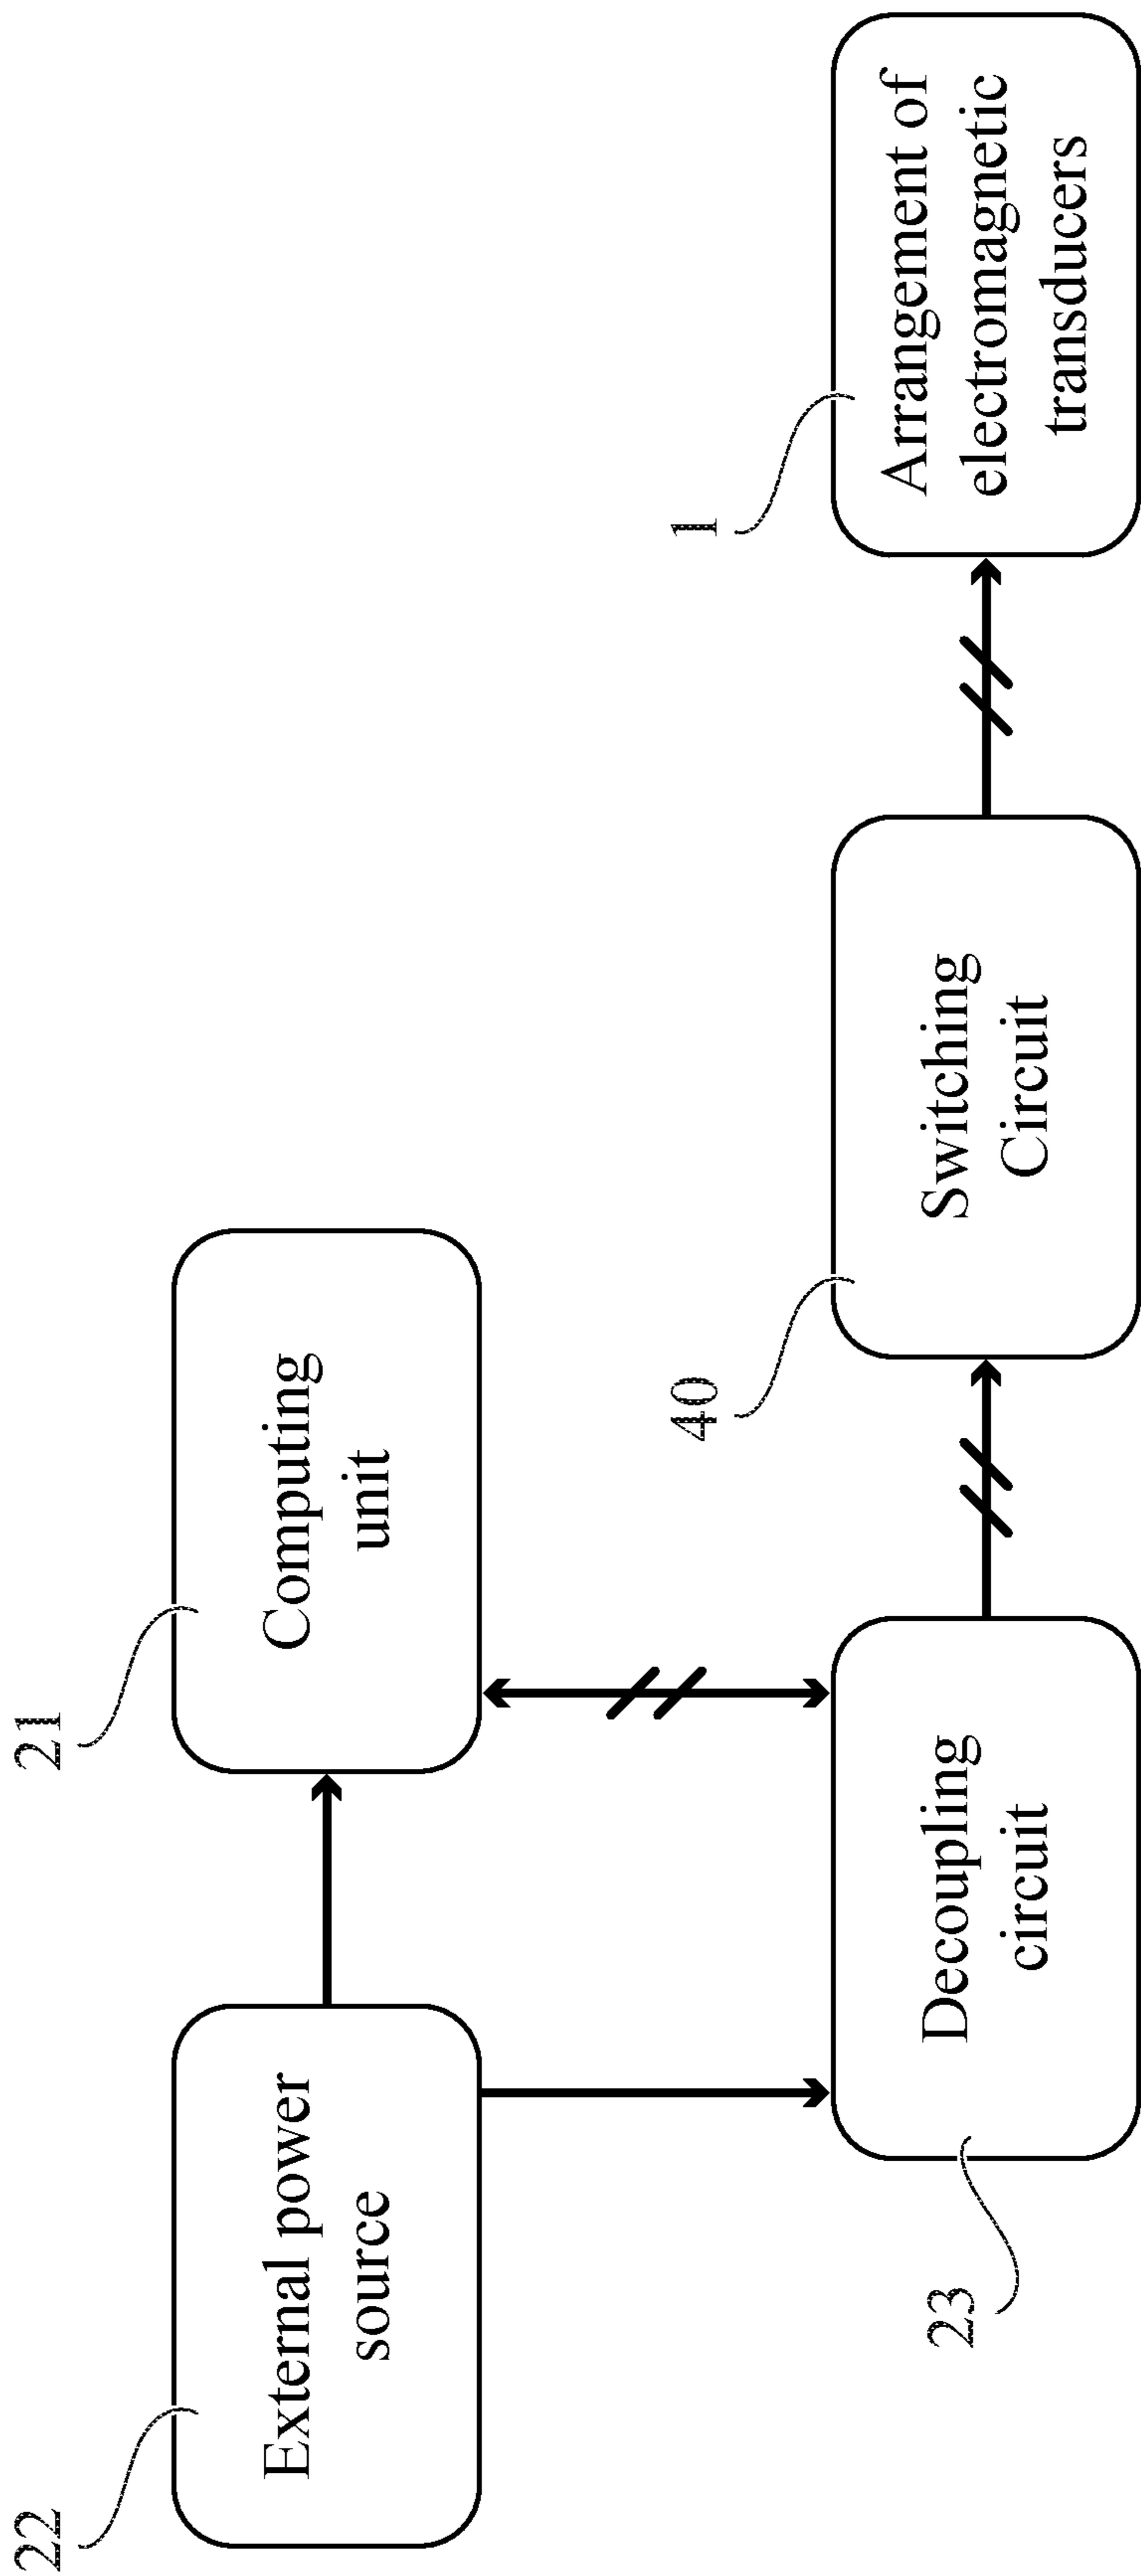 22
External power
source
21
Computing
unit
23
Decoupling
circuit
40
Switching
Circuit
1
Arrangement of
electromagnetic
transducers